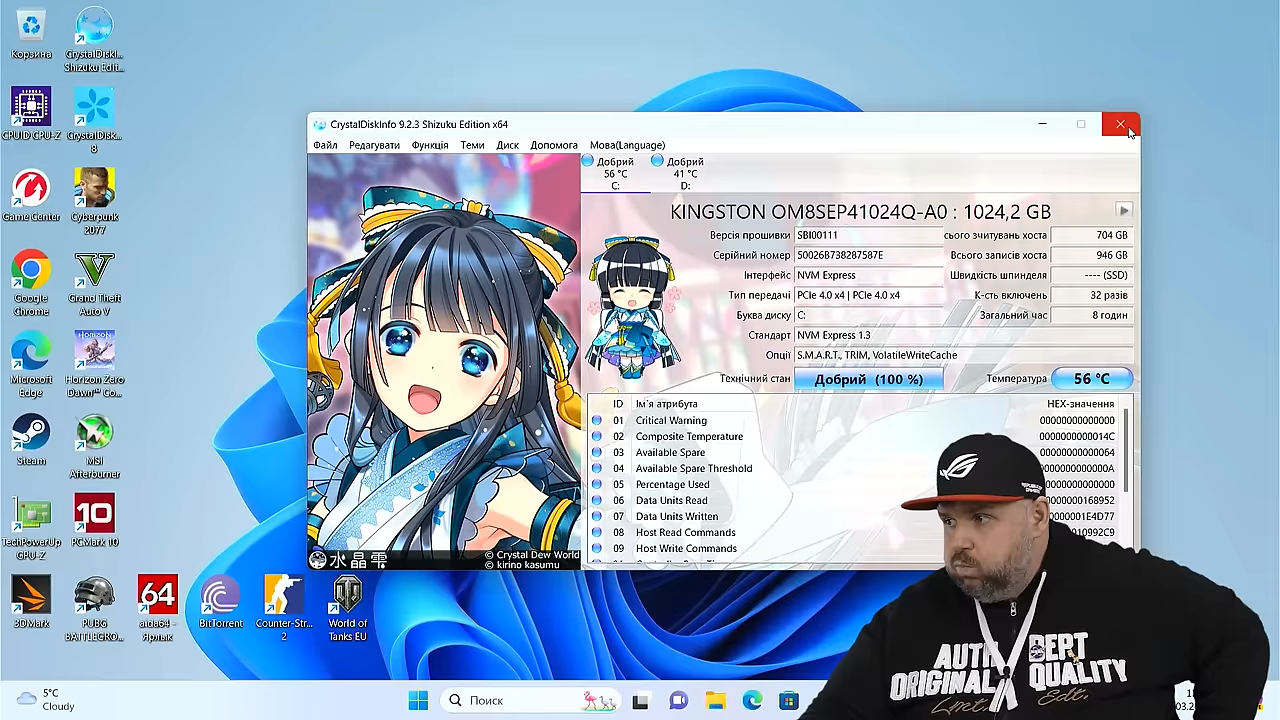 Корзина
CrystalDiskI...
Shizuku Edit...
CPUID CPU-Z
CrystalDisk...
8
Game Center
Cyberpunk
2077
Google
Chrome
Grand Theft
Auto V
Microsoft
Edge
HORIZON
Horizon Zero
Dawn™ Co...
Steam
MSI
Afterburner
TechPowerUp
GPU-Z
10
PCMark 10
3DMark
PUBG
BATTLEGRO...
64
aida64 -
Ярлык
BitTorrent
Counter-Str...
2
World of
Tanks EU
CrystalDiskInfo 9.2.3 Shizuku Edition x64
Файл Редагувати Функція Теми Диск Допомога Мова(Language)
Добрий Добрий
56 °C 41 °C
C: D:
KINGSTON OM8SEP41024Q-A0 : 1024,2 GB
Версія прошивки SBI00111 сього зчитувань хоста 704 GB
Серійний номер 50026B738287587E Всього записів хоста 946 GB
Інтерфейс NVM Express Швидкість шпинделя ---- (SSD)
Тип передачі PCIe 4.0 x4 | PCIe 4.0 x4 К-сть включень 32 разів
Буква диску C: Загальний час 8 годин
Стандарт NVM Express 1.3
Опції S.M.A.R.T., TRIM, VolatileWriteCache
Технічний стан Добрий (100 %) Температура 56 °C
ID Ім'я атрибута HEX-значення
01 Critical Warning 00000000000000
02 Composite Temperature 0000000000014C
03 Available Spare 00000000000064
04 Available Spare Threshold 0000000000000A
05 Percentage Used
06 Data Units Read
07 Data Units Written
08 Host Read Commands
09 Host Write Commands
水晶雫
© Crystal Dew World
© kirino kasumu
AUTH DEPT
ORIGINAL QUALITY
Edt.
5°C
Cloudy
Поиск